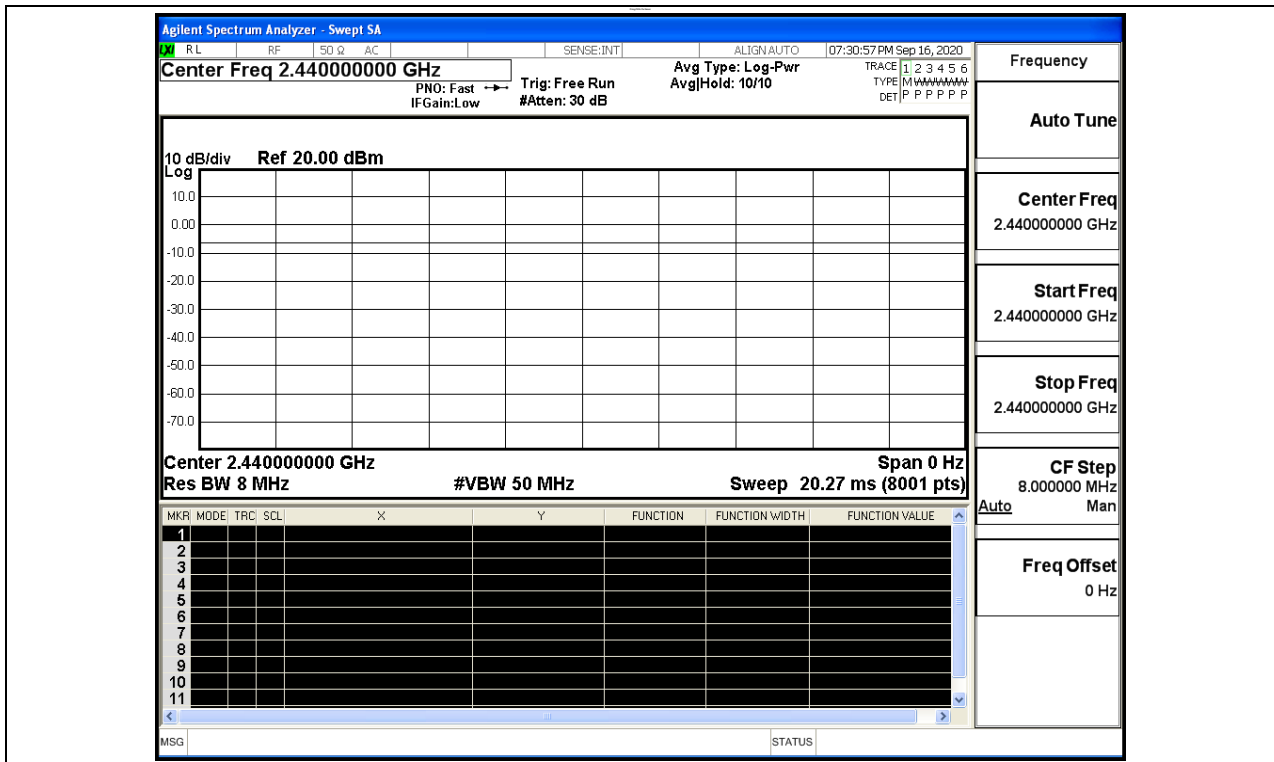 Agilent Spectrum Analyzer - Swept SA
LXI RL RF 50 Ω AC SENSE:INT ALIGN AUTO 07:30:57 PM Sep 16, 2020
Center Freq 2.440000000 GHz
PNO: Fast
IFGain:Low
Trig: Free Run
#Atten: 30 dB
Avg Type: Log-Pwr
Avg|Hold: 10/10
TRACE 1 2 3 4 5 6
TYPE MWWWWW
DET P P P P P P
10 dB/div Ref 20.00 dBm
Log
10.0
0.00
-10.0
-20.0
-30.0
-40.0
-50.0
-60.0
-70.0
Center 2.440000000 GHz Span 0 Hz
Res BW 8 MHz #VBW 50 MHz Sweep 20.27 ms (8001 pts)
MKR MODE TRC SCL X Y FUNCTION FUNCTION WIDTH FUNCTION VALUE
1
2
3
4
5
6
7
8
9
10
11
MSG STATUS
Frequency
Auto Tune
Center Freq
2.440000000 GHz
Start Freq
2.440000000 GHz
Stop Freq
2.440000000 GHz
CF Step
8.000000 MHz
Auto Man
Freq Offset
0 Hz